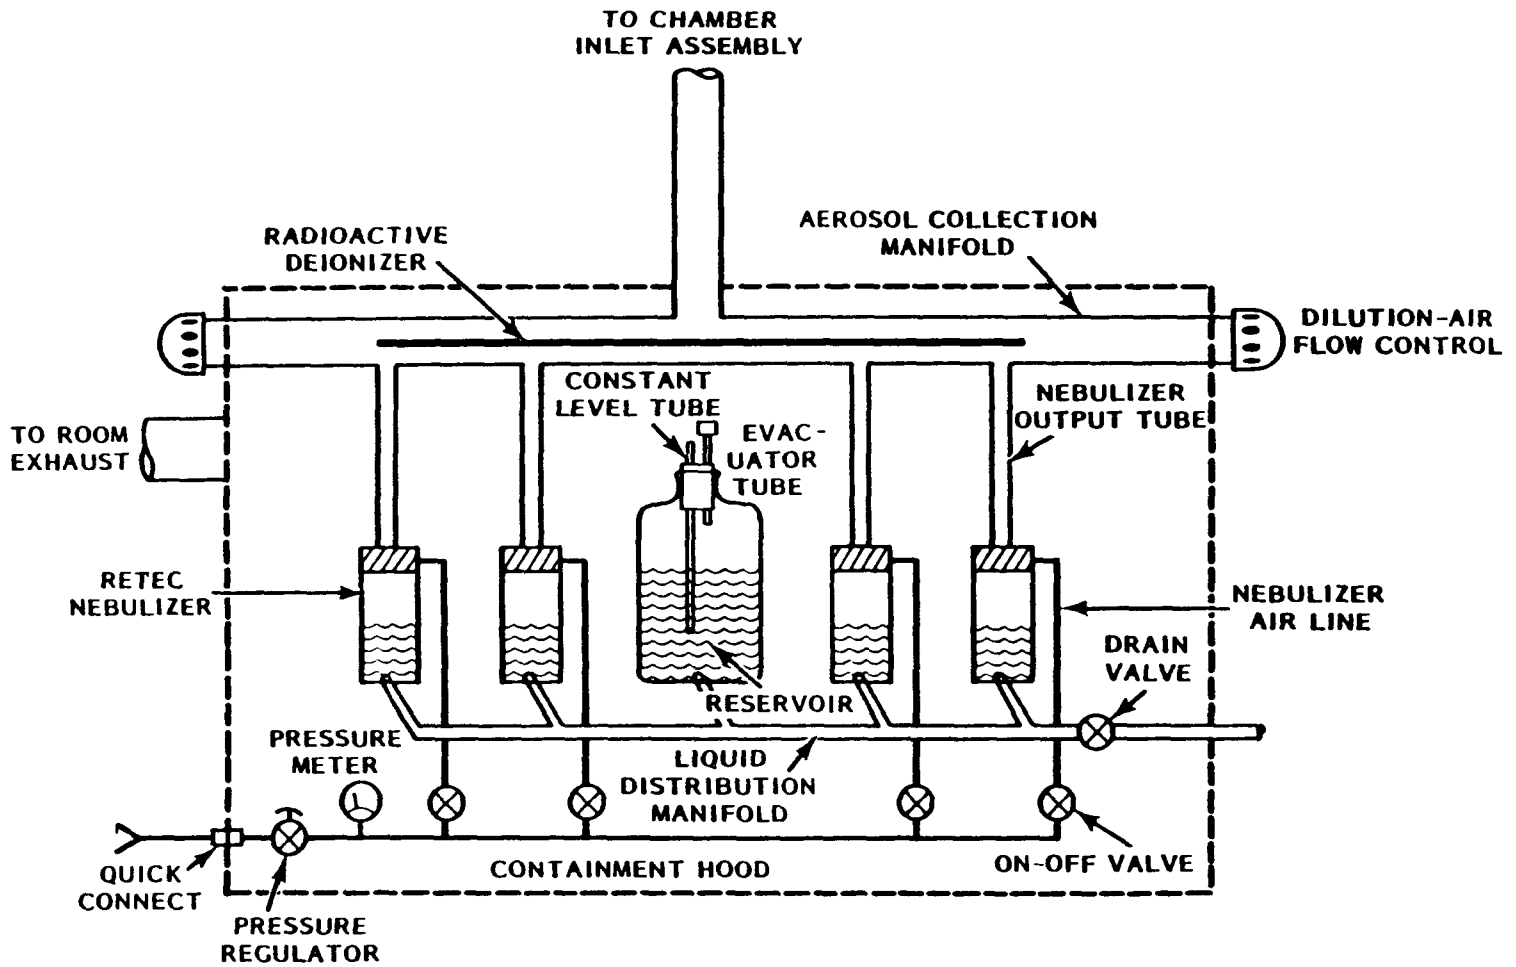 TO CHAMBER
INLET ASSEMBLY
RADIOACTIVE
DEIONIZER
AEROSOL COLLECTION
MANIFOLD
DILUTION-AIR
FLOW CONTROL
CONSTANT
LEVEL TUBE
NEBULIZER
OUTPUT TUBE
TO ROOM
EXHAUST
EVAC-
UATOR
TUBE
RETEC
NEBULIZER
NEBULIZER
AIR LINE
DRAIN
VALVE
RESERVOIR
PRESSURE
METER
LIQUID
DISTRIBUTION
MANIFOLD
QUICK
CONNECT
CONTAINMENT HOOD
ON-OFF VALVE
PRESSURE
REGULATOR